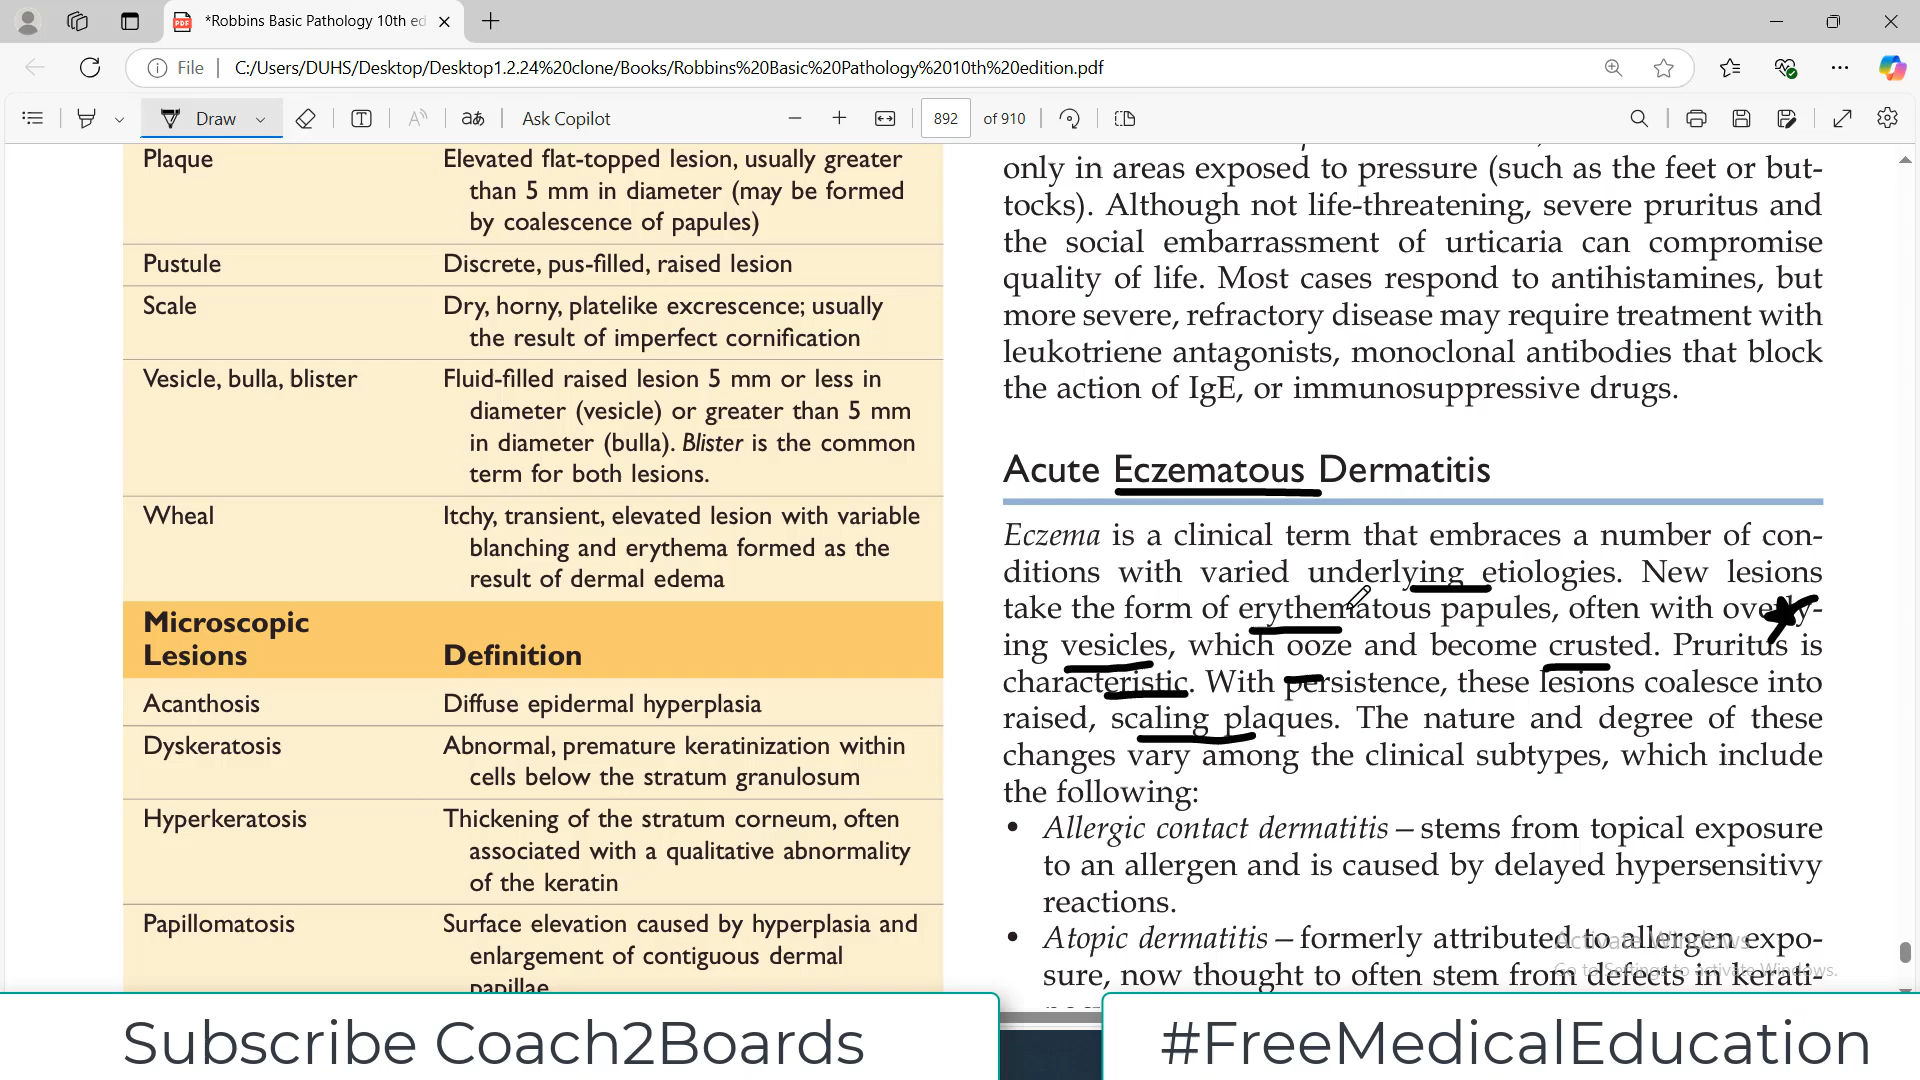 *Robbins Basic Pathology 10th ed
File
C:/Users/DUHS/Desktop/Desktop1.2.24%20clone/Books/Robbins%20Basic%20Pathology%2010th%20edition.pdf
Draw
aあ
Ask Copilot
892 of 910
Plaque Elevated flat-topped lesion, usually greater
than 5 mm in diameter (may be formed
by coalescence of papules)
Pustule Discrete, pus-filled, raised lesion
Scale Dry, horny, platelike excrescence; usually
the result of imperfect cornification
Vesicle, bulla, blister Fluid-filled raised lesion 5 mm or less in
diameter (vesicle) or greater than 5 mm
in diameter (bulla). Blister is the common
term for both lesions.
Wheal Itchy, transient, elevated lesion with variable
blanching and erythema formed as the
result of dermal edema
Microscopic
Lesions Definition
Acanthosis Diffuse epidermal hyperplasia
Dyskeratosis Abnormal, premature keratinization within
cells below the stratum granulosum
Hyperkeratosis Thickening of the stratum corneum, often
associated with a qualitative abnormality
of the keratin
Papillomatosis Surface elevation caused by hyperplasia and
enlargement of contiguous dermal
papillae
only in areas exposed to pressure (such as the feet or but-
tocks). Although not life-threatening, severe pruritus and
the social embarrassment of urticaria can compromise
quality of life. Most cases respond to antihistamines, but
more severe, refractory disease may require treatment with
leukotriene antagonists, monoclonal antibodies that block
the action of IgE, or immunosuppressive drugs.
Acute Eczematous Dermatitis
Eczema is a clinical term that embraces a number of con-
ditions with varied underlying etiologies. New lesions
take the form of erythematous papules, often with overly-
ing vesicles, which ooze and become crusted. Pruritus is
characteristic. With persistence, these lesions coalesce into
raised, scaling plaques. The nature and degree of these
changes vary among the clinical subtypes, which include
the following:
• Allergic contact dermatitis—stems from topical exposure
to an allergen and is caused by delayed hypersensitivy
reactions.
• Atopic dermatitis—formerly attributed to allergen expo-
sure, now thought to often stem from defects in kerati-
Activate Windows
Go to Settings to activate Windows.
Subscribe Coach2Boards
#FreeMedicalEducation